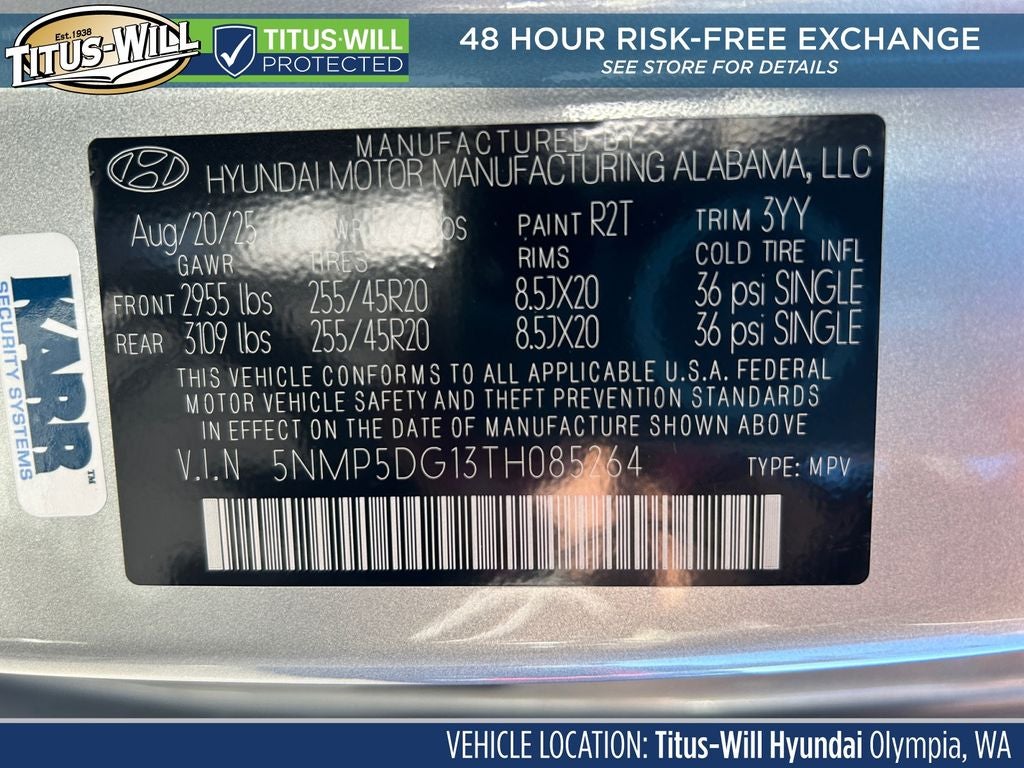 Est.1938
TITUS-WILL
TITUS-WILL
PROTECTED
48 HOUR RISK-FREE EXCHANGE
SEE STORE FOR DETAILS
MANUFACTURED BY
HYUNDAI MOTOR MANUFACTURING ALABAMA, LLC
Aug/20/25 PAINT R2T TRIM 3YY
GAWR TIRES RIMS COLD TIRE INFL
FRONT 2955 lbs 255/45R20 8.5JX20 36 psi SINGLE
REAR 3109 lbs 255/45R20 8.5JX20 36 psi SINGLE
THIS VEHICLE CONFORMS TO ALL APPLICABLE U.S.A. FEDERAL
MOTOR VEHICLE SAFETY AND THEFT PREVENTION STANDARDS
IN EFFECT ON THE DATE OF MANUFACTURE SHOWN ABOVE
V.I.N 5NMP5DG13TH085264 TYPE: MPV
KARR™
SECURITY SYSTEMS
VEHICLE LOCATION: Titus-Will Hyundai Olympia, WA